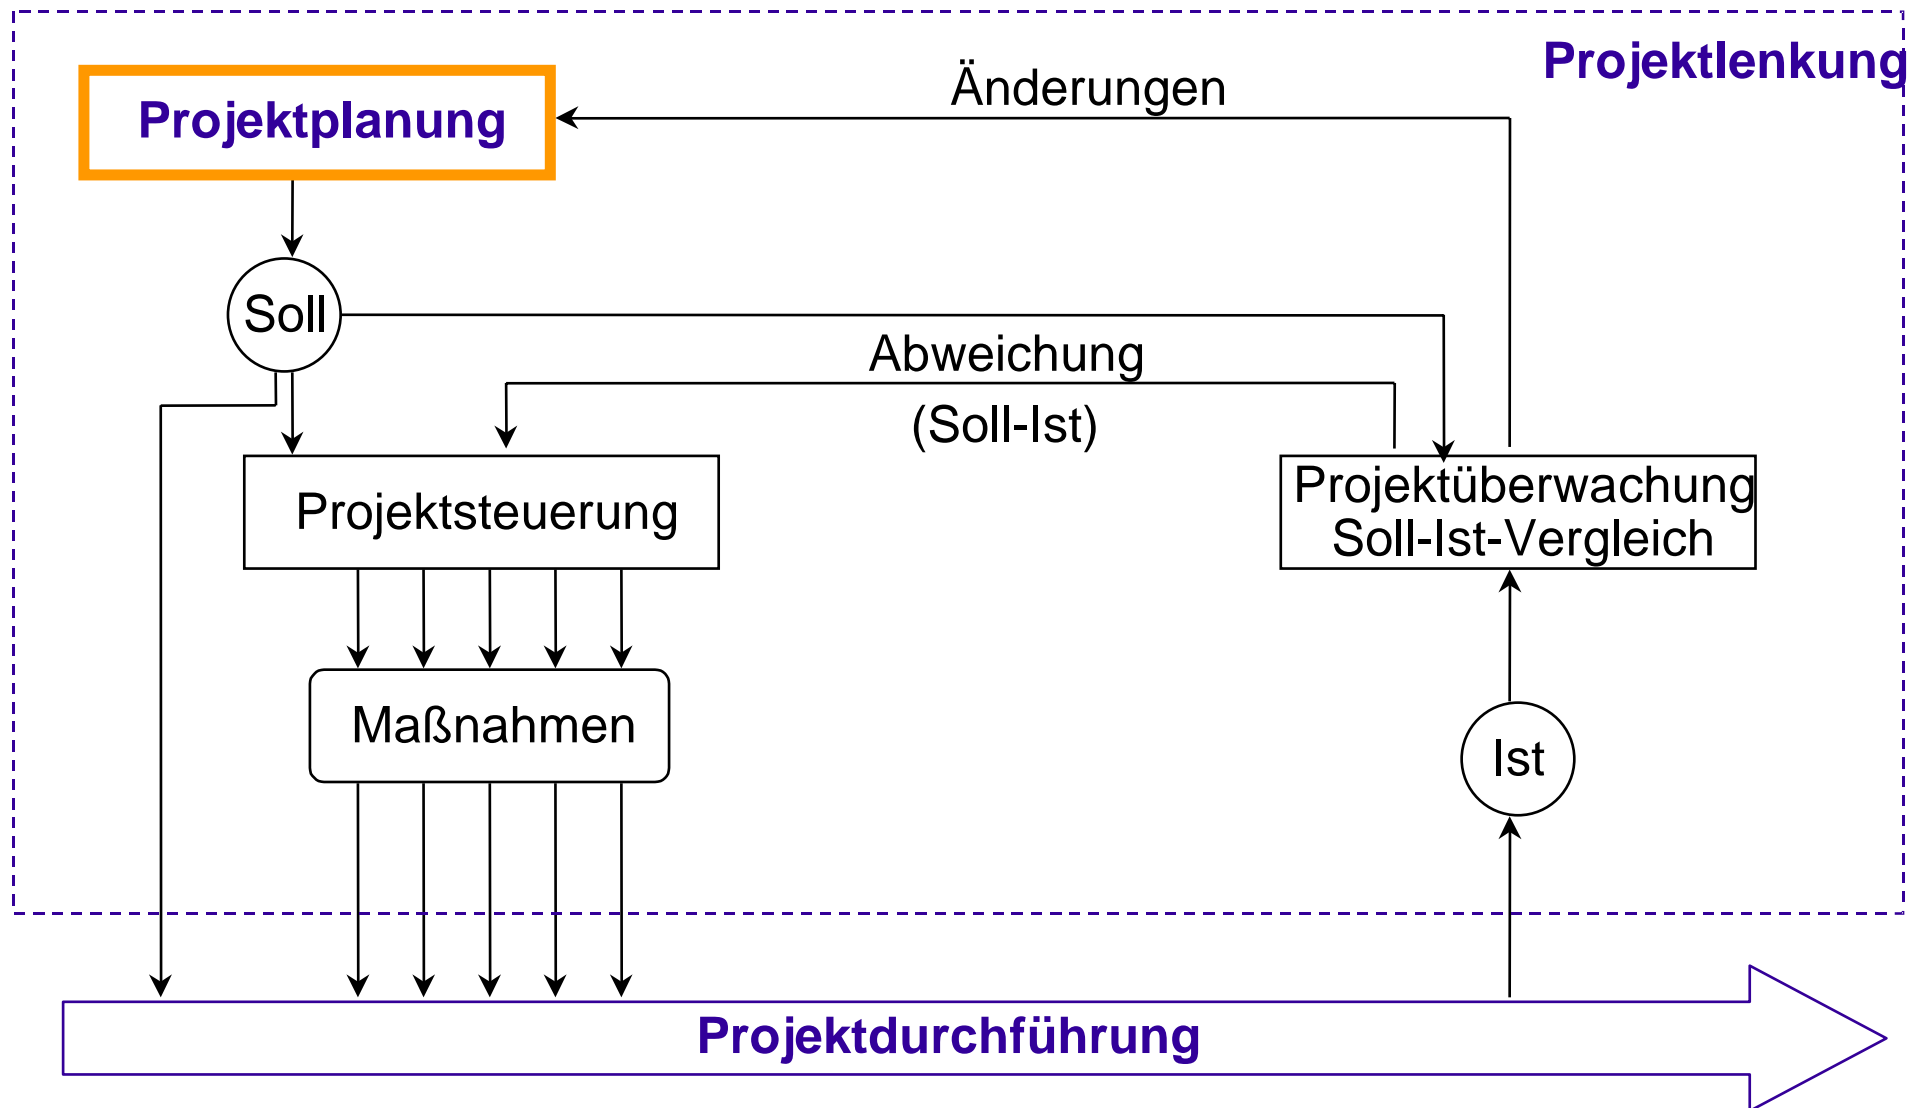 Projektlenkung
Änderungen
Projektplanung
Soll
Abweichung
(Soll-Ist)
Projektsteuerung
Projektüberwachung
Soll-Ist-Vergleich
Maßnahmen
Ist
Projektdurchführung